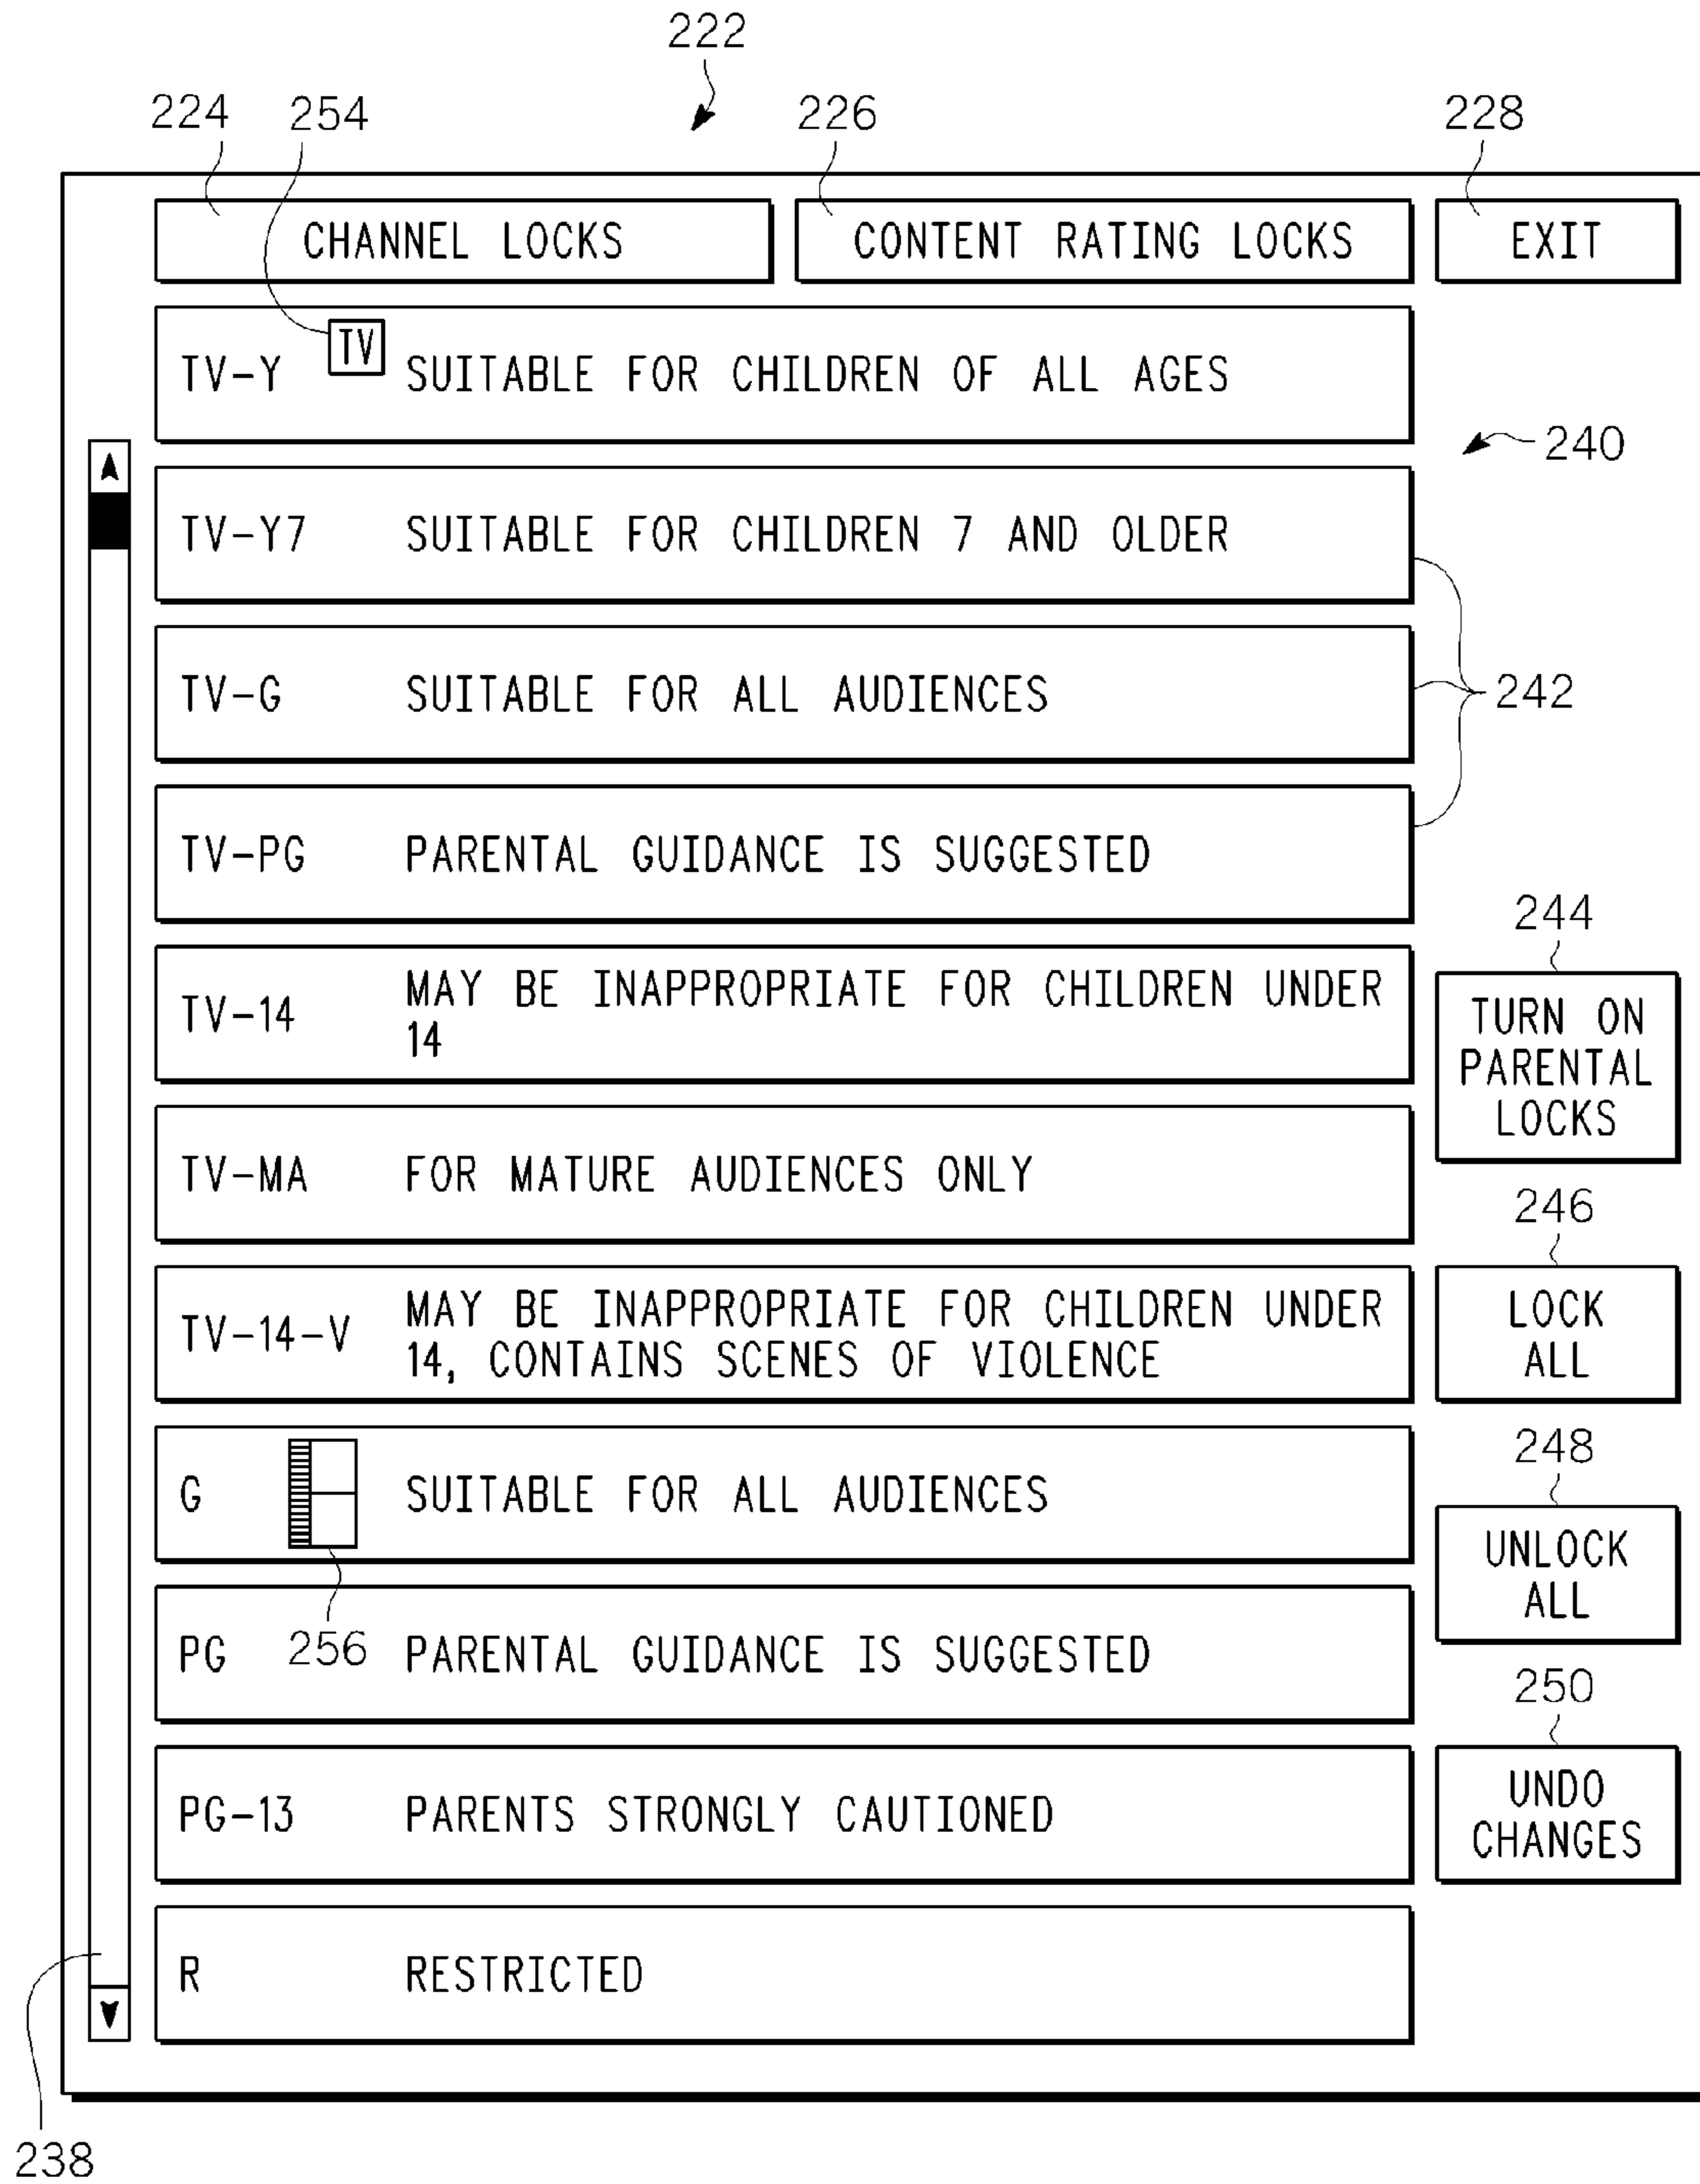 222
224 254 226 228
CHANNEL LOCKS CONTENT RATING LOCKS EXIT
TV-Y TV SUITABLE FOR CHILDREN OF ALL AGES
240
TV-Y7 SUITABLE FOR CHILDREN 7 AND OLDER
TV-G SUITABLE FOR ALL AUDIENCES
242
TV-PG PARENTAL GUIDANCE IS SUGGESTED
244
TV-14 MAY BE INAPPROPRIATE FOR CHILDREN UNDER
14
TURN ON
PARENTAL
LOCKS
TV-MA FOR MATURE AUDIENCES ONLY
246
TV-14-V MAY BE INAPPROPRIATE FOR CHILDREN UNDER
14, CONTAINS SCENES OF VIOLENCE
LOCK
ALL
248
G SUITABLE FOR ALL AUDIENCES
UNLOCK
ALL
256
PG PARENTAL GUIDANCE IS SUGGESTED
250
PG-13 PARENTS STRONGLY CAUTIONED
UNDO
CHANGES
R RESTRICTED
238